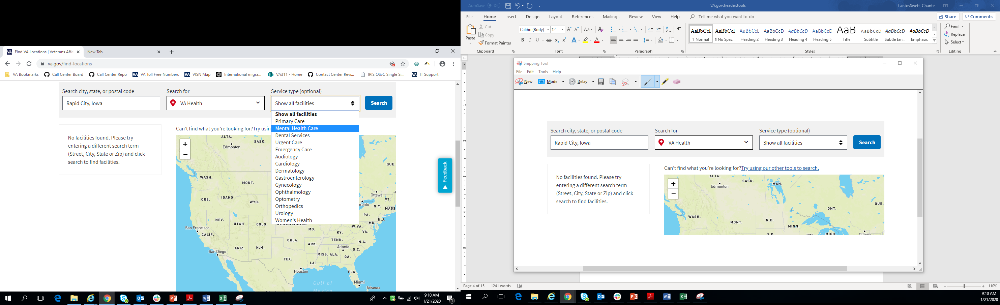 Find VA Locations | Veterans Affa
New Tab
va.gov/find-locations
VA Bookmarks
Call Center Board
Call Center Repo
VA Toll Free Numbers
VISN Map
International migra...
VA311 - Home
Contact Center Revi...
IRIS OSvC Single Si...
IT Support
Search city, state, or postal code
Search for
Service type (optional)
Rapid City, Iowa
VA Health
Show all facilities
Search
Show all facilities
Primary Care
Mental Health Care
Dental Services
Urgent Care
Emergency Care
Audiology
Cardiology
Dermatology
Gastroenterology
Gynecology
Ophthalmology
Optometry
Orthopedics
Urology
Women's Health
No facilities found. Please try
entering a different search term
(Street, City, State or Zip) and click
search to find facilities.
Can't find what you're looking for?Try usin
+
−
ALTA.
SASK.
Edmonton
QUE.
WASH.
MONT.
Ottawa
ORE.
IDAHO
WYO.
oronto
N.Y.
VT.
MASS
PA.
N.J.
NEV.
UTAH
COLO.
United States
MD.
W.VA.
VA.
San Francisco
CALIF.
MO.
KY.
OKLA.
ARK.
TENN.
N.C.
ARIZ.
N.M.
Atlanta
S.C.
San Diego
MISS.
ALA.
GA.
TEX.
LA.
Houston
FLA.
Gulf of
Mexico
Miami
Bahamas
Feedback
9:10 AM
1/21/2020
1
AutoSave
Off
VA.gov.header.tools
LantosSwett, Chante
File
Home
Insert
Design
Layout
References
Mailings
Review
View
Help
Tell me what you want to do
Share
Comments
Paste
Cut
Copy
Format Painter
Clipboard
Calibri (Body)
12
Font
Paragraph
AaBbCcI
¶ Normal
AaBbCcI
¶ No Spac...
AaBbCcD
Heading 3
AaBbCcD
Heading 4
AaBbCcD
Heading 5
AaB
Title
Subtitle
AaBbCcD
Subtle Em...
AaBbCcD
Emphasis
Heading 2
Styles
Find
Replace
Select
Editing
Snipping Tool
File
Edit
Tools
Help
New
Mode
Delay
Search city, state, or postal code
Search for
Service type (optional)
Rapid City, Iowa
VA Health
Show all facilities
Search
No facilities found. Please try
entering a different search term
(Street, City, State or Zip) and click
search to find facilities.
Can't find what you're looking for?Try using our other tools to search.
+
−
ALTA.
SASK.
MAN.
Edmonton
QUE.
ONT.
WASH.
MONT.
N.D.
MINN.
S.D.
WIS.
MICH.
Ottawa
Page 4 of 15
1241 words
110%
9:10 AM
1/21/2020